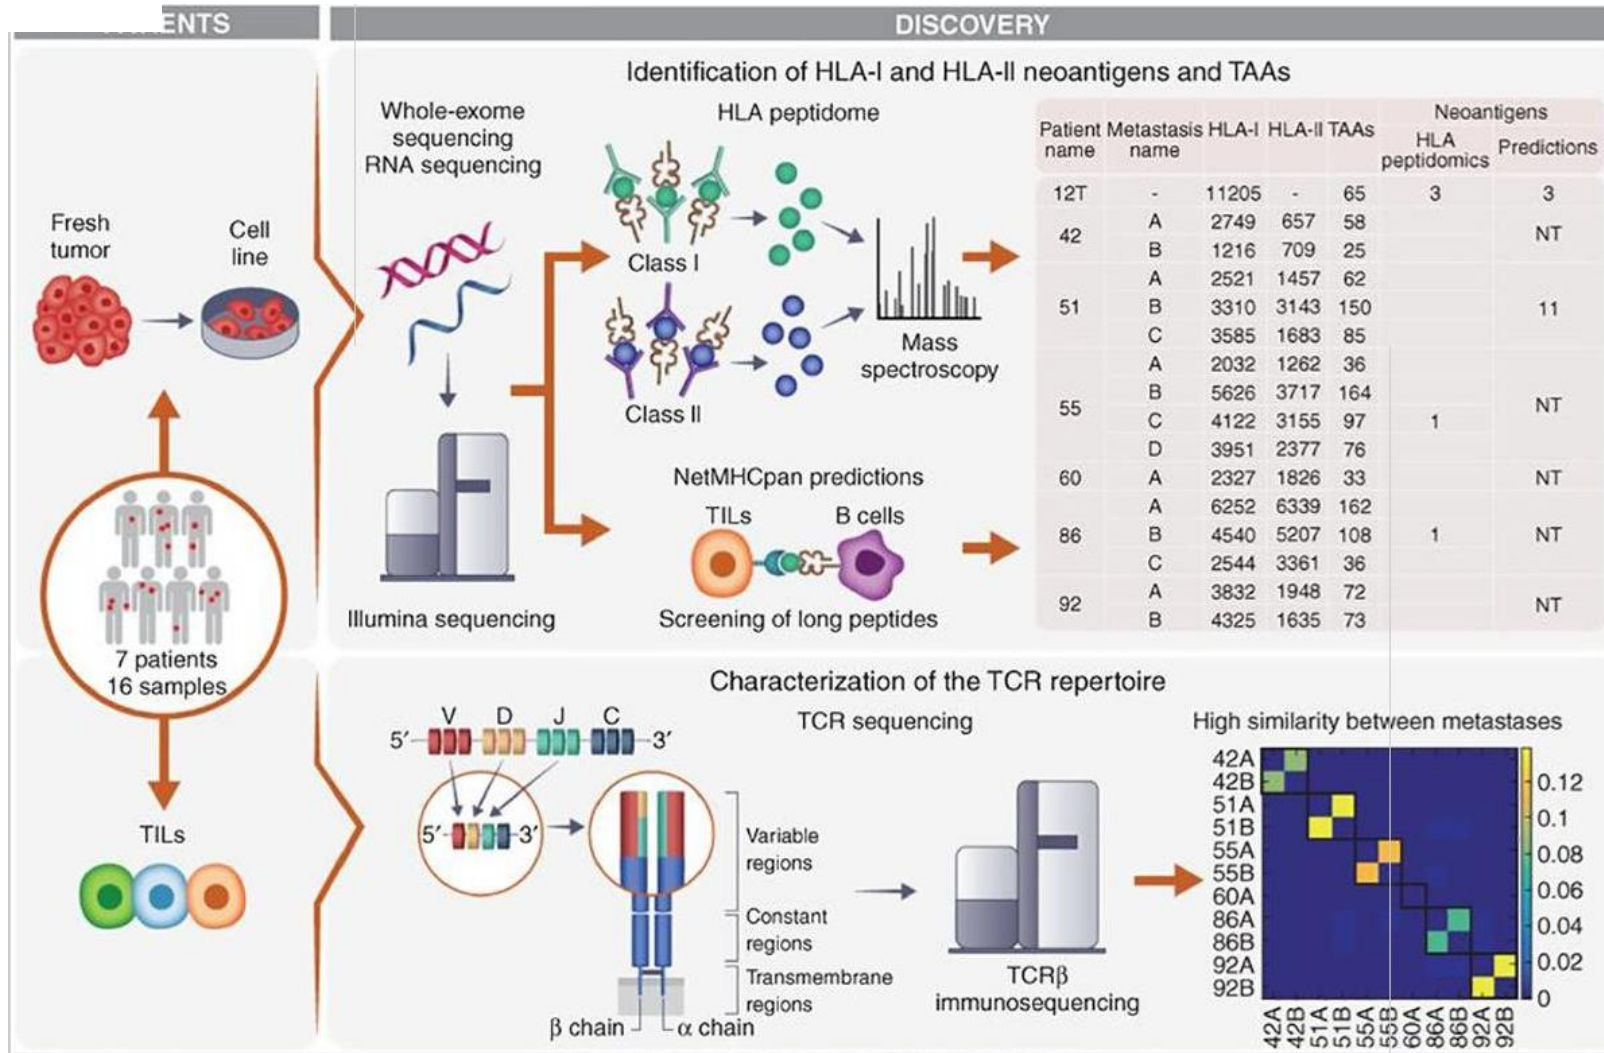 ENTS
DISCOVERY
Identification of HLA-I and HLA-II neoantigens and TAAs
Fresh
tumor
Cell
line
7 patients
16 samples
TILs
Whole-exome
sequencing
RNA sequencing
Illumina sequencing
HLA peptidome
Class I
Class II
Mass
spectroscopy
NetMHCpan predictions
TILs B cells
Screening of long peptides
Neoantigens
Patient name Metastasis name HLA-I HLA-II TAAs HLA peptidomics Predictions
12T - 11205 - 65 3 3
42 A 2749 657 58 NT
B 1216 709 25
A 2521 1457 62
51 B 3310 3143 150 11
C 3585 1683 85
A 2032 1262 36
B 5626 3717 164
55 NT
C 4122 3155 97 1
D 3951 2377 76
60 A 2327 1826 33 NT
A 6252 6339 162
86 B 4540 5207 108 1 NT
C 2544 3361 36
92 A 3832 1948 72 NT
B 4325 1635 73
Characterization of the TCR repertoire
V D J C
5′ 3′
5′ 3′
TCR sequencing
Variable
regions
Constant
regions
Transmembrane
regions
β chain α chain
TCRβ
immunosequencing
High similarity between metastases
42A
42B
51A
51B
55A
55B
60A
86A
86B
92A
92B
0.12
0.1
0.08
0.06
0.04
0.02
0
42A 42B 51A 51B 55A 55B 60A 86A 86B 92A 92B